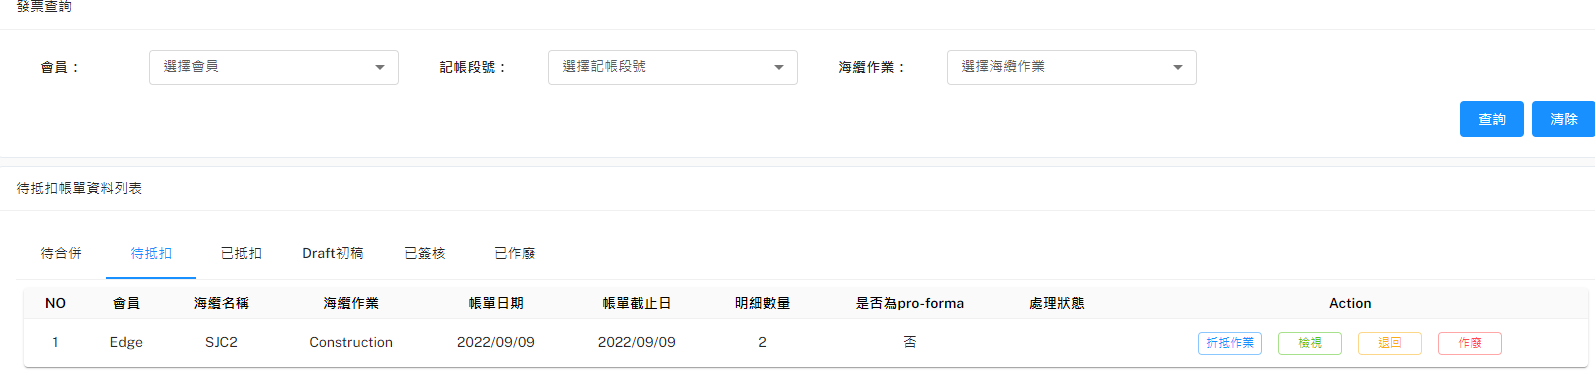 發票查詢
會員： 選擇會員 記帳段號： 選擇記帳段號 海纜作業： 選擇海纜作業
查詢 清除
待抵扣帳單資料列表
待合併 待抵扣 已抵扣 Draft初稿 已簽核 已作廢
NO 會員 海纜名稱 海纜作業 帳單日期 帳單截止日 明細數量 是否為pro-forma 處理狀態 Action
1 Edge SJC2 Construction 2022/09/09 2022/09/09 2 否 折抵作業 檢視 退回 作廢